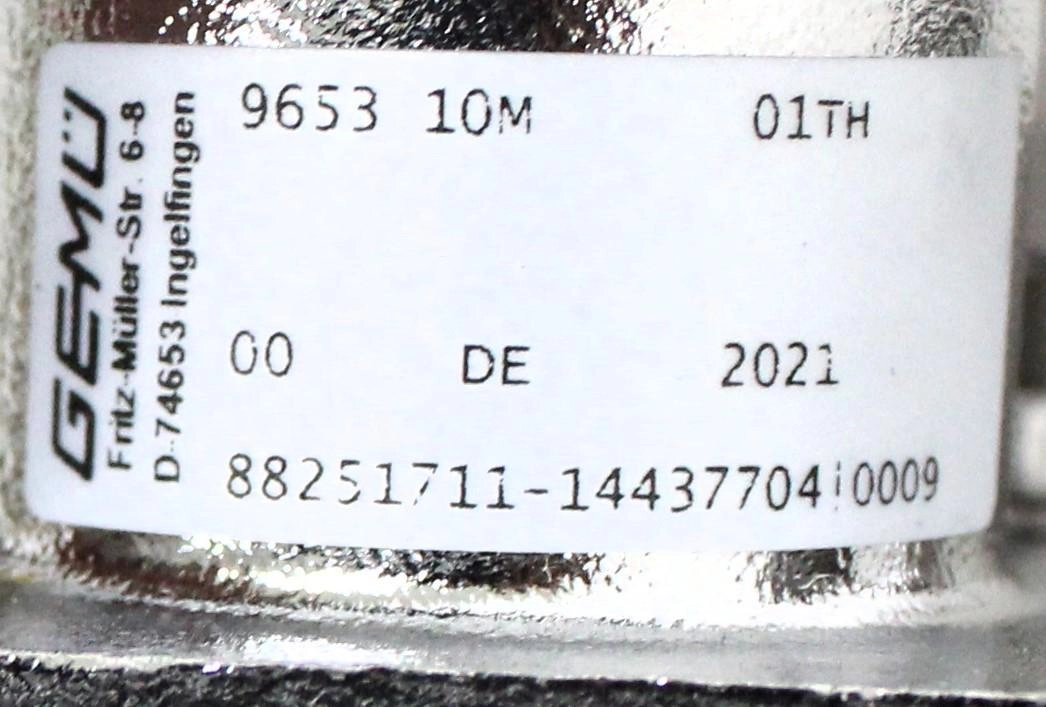 GEMÜ
Fritz-Müller-Str. 6-8
D-74653 Ingelfingen
9653 10M 01TH
00 DE 2021
88251711-14437704¦0009